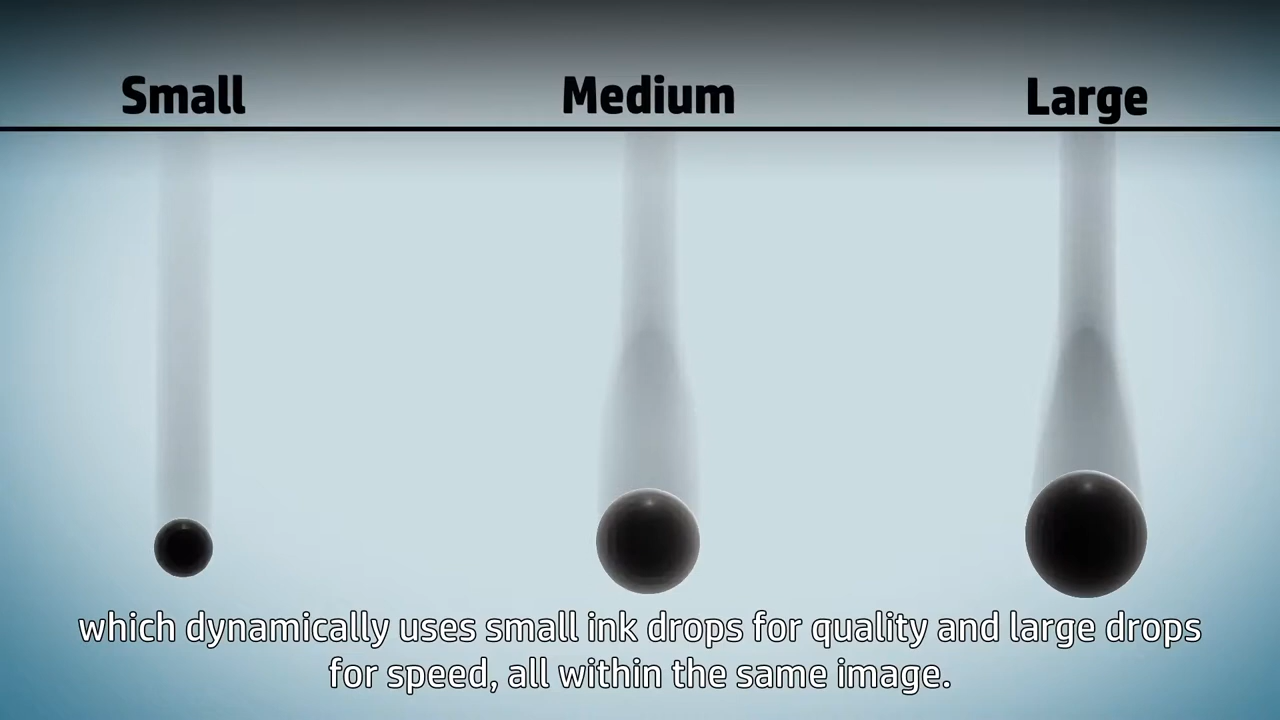 Small Medium Large
which dynamically uses small ink drops for quality and large drops
for speed, all within the same image.